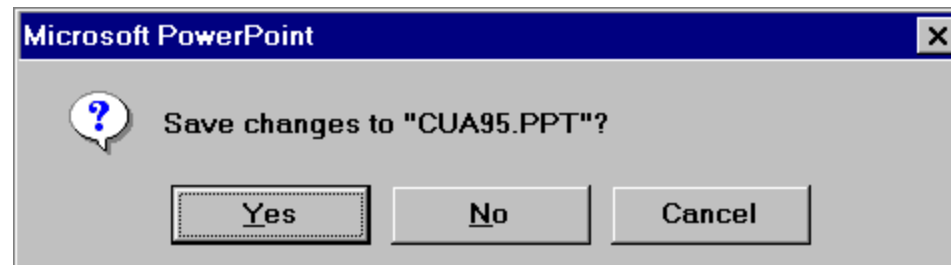 Microsoft PowerPoint
Save changes to "CUA95.PPT"?
Yes No Cancel